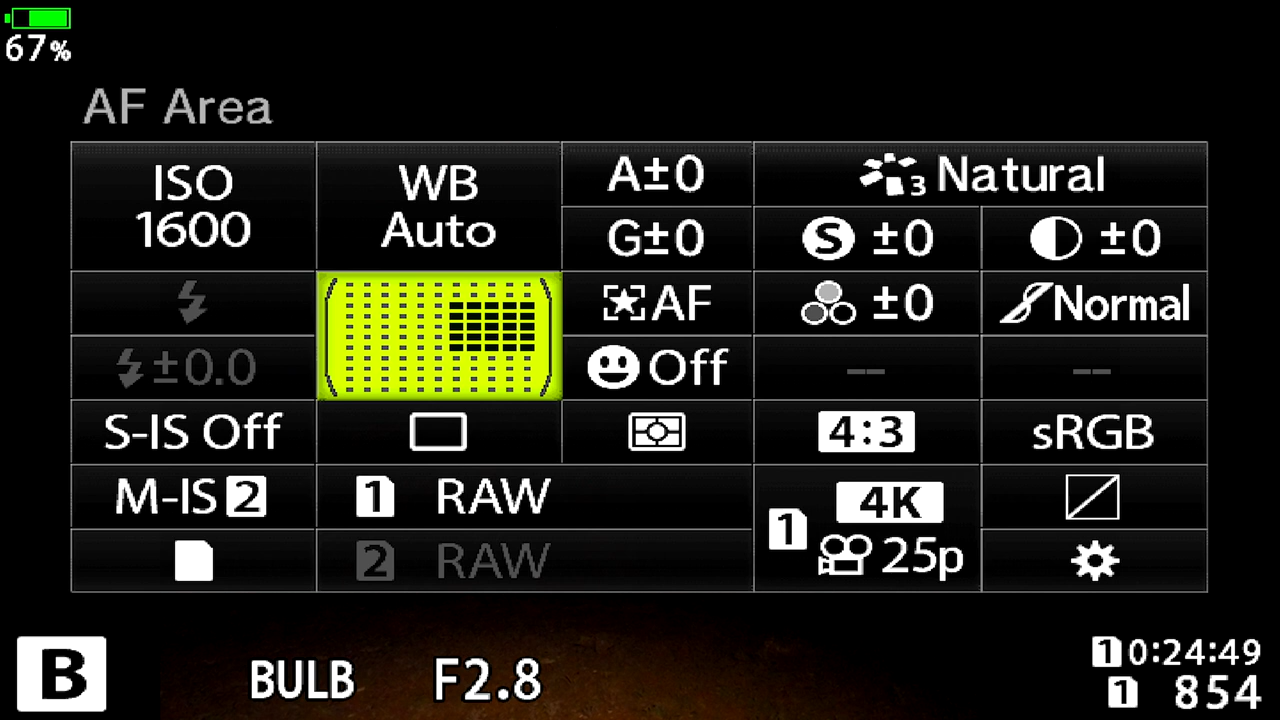 67%
AF Area
ISO
1600
WB
Auto
A±0
G±0
3 Natural
S ±0
±0
AF
±0
Normal
±0.0
Off
--
--
S-IS Off
4:3
sRGB
M-IS 2
1 RAW
2 RAW
1
4K
25p
B
BULB
F2.8
1 0:24:49
1 854